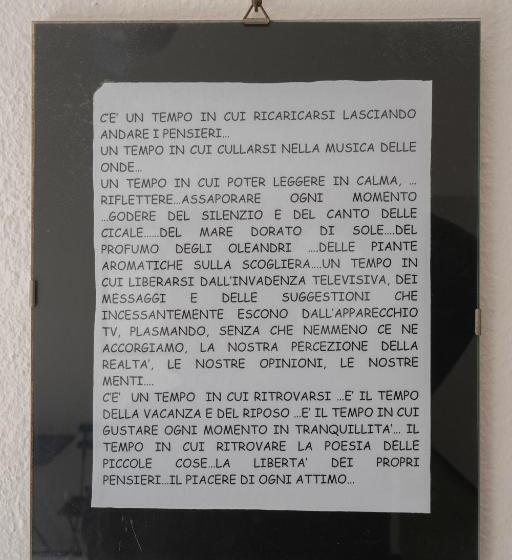 C'E' UN TEMPO IN CUI RICARICARSI LASCIANDO
ANDARE I PENSIERI...
UN TEMPO IN CUI CULLARSI NELLA MUSICA DELLE
ONDE...
UN TEMPO IN CUI POTER LEGGERE IN CALMA, ...
RIFLETTERE...ASSAPORARE OGNI MOMENTO
...GODERE DEL SILENZIO E DEL CANTO DELLE
CICALE......DEL MARE DORATO DI SOLE....DEL
PROFUMO DEGLI OLEANDRI ....DELLE PIANTE
AROMATICHE SULLA SCOGLIERA....UN TEMPO IN
CUI LIBERARSI DALL'INVADENZA TELEVISIVA, DEI
MESSAGGI E DELLE SUGGESTIONI CHE
INCESSANTEMENTE ESCONO DALL'APPARECCHIO
TV, PLASMANDO, SENZA CHE NEMMENO CE NE
ACCORGIAMO, LA NOSTRA PERCEZIONE DELLA
REALTA', LE NOSTRE OPINIONI, LE NOSTRE
MENTI....
C'E' UN TEMPO IN CUI RITROVARSI ...E' IL TEMPO
DELLA VACANZA E DEL RIPOSO ...E' IL TEMPO IN CUI
GUSTARE OGNI MOMENTO IN TRANQUILLITA'... IL
TEMPO IN CUI RITROVARE LA POESIA DELLE
PICCOLE COSE...LA LIBERTA' DEI PROPRI
PENSIERI...IL PIACERE DI OGNI ATTIMO...